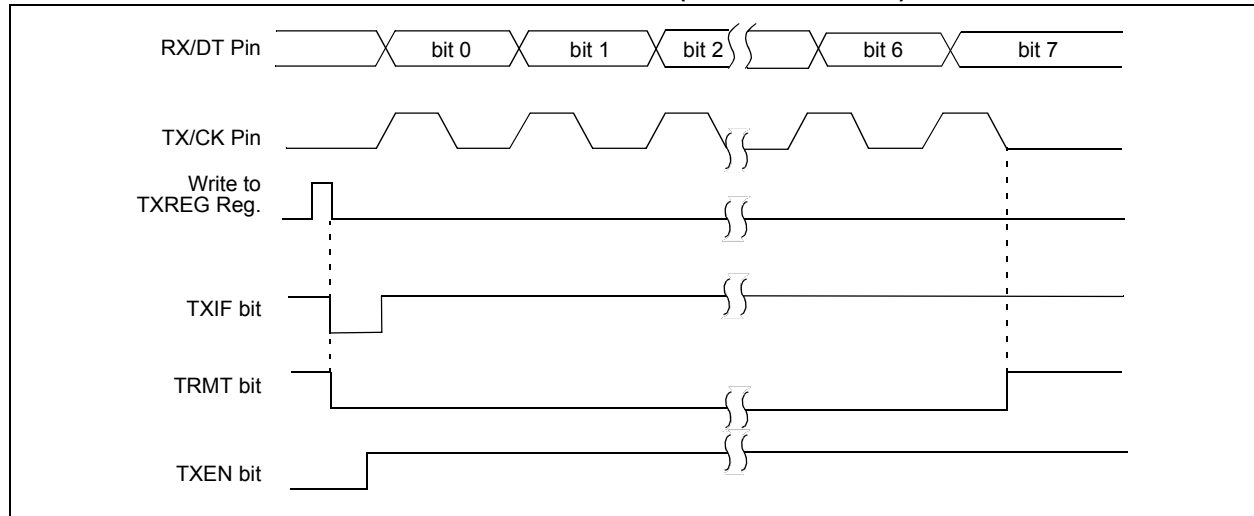 RX/DT Pin
bit 0
bit 1
bit 2
bit 6
bit 7
TX/CK Pin
Write to
TXREG Reg.
TXIF bit
TRMT bit
TXEN bit